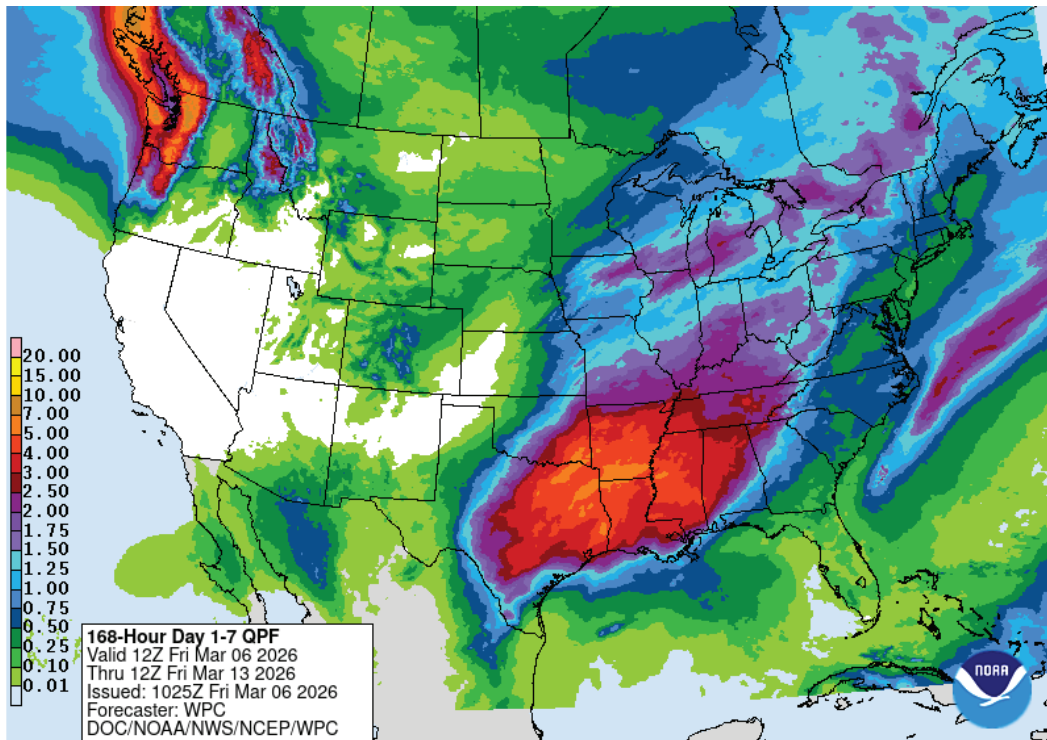 20.00
15.00
10.00
7.00
5.00
4.00
3.00
2.50
2.00
1.75
1.50
1.25
1.00
0.75
0.50
0.25
0.10
0.01
168-Hour Day 1-7 QPF
Valid 12Z Fri Mar 06 2026
Thru 12Z Fri Mar 13 2026
Issued: 1025Z Fri Mar 06 2026
Forecaster: WPC
DOC/NOAA/NWS/NCEP/WPC
NOAA